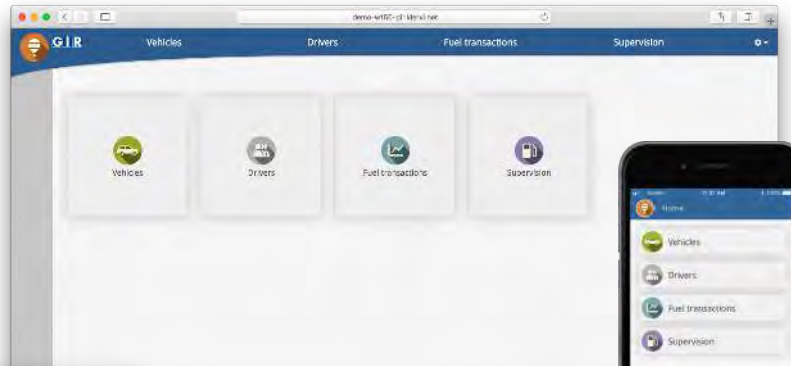 GIR Vehicles Drivers Fuel transactions Supervision
Vehicles Drivers Fuel transactions Supervision
Home
Vehicles
Drivers
Fuel transactions
Supervision